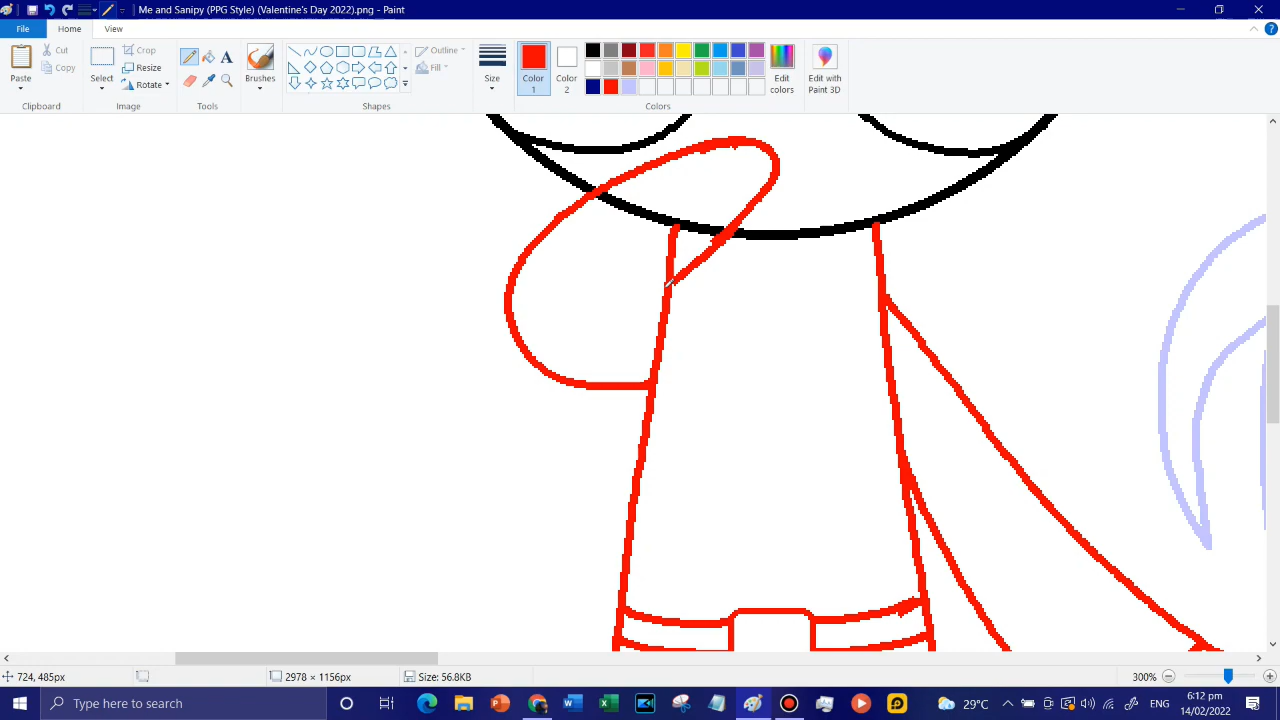 Me and Sanipy (PPG Style) (Valentine's Day 2022).png - Paint
File Home View
Paste Cut Copy Clipboard
Select Crop Resize Rotate Image
A Tools
Brushes
Shapes Outline Fill
Size
Color 1 Color 2 Edit colors Colors
Edit with Paint 3D
724, 485px 2978 × 1156px Size: 56.8KB 300%
Type here to search 29°C ENG 6:12 pm 14/02/2022